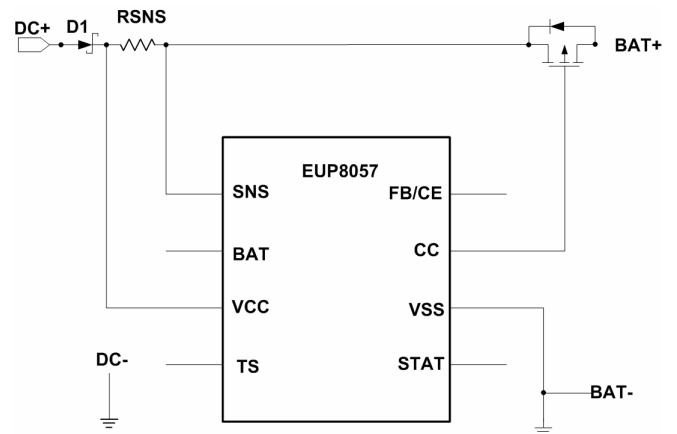 RSNS
DC+ D1
BAT+
EUP8057
SNS FB/CE
BAT CC
VCC VSS
DC-
TS STAT
BAT-